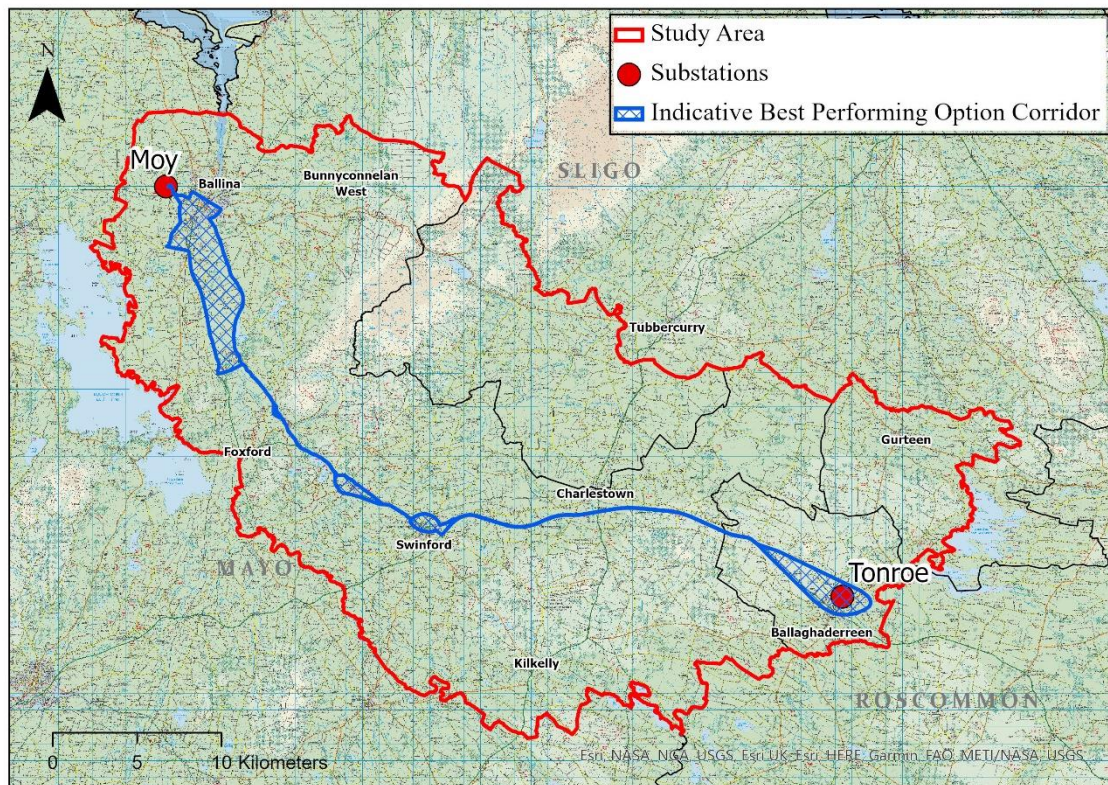 N
Study Area
Substations
Indicative Best Performing Option Corridor
Moy
Ballina
Bunnyconnelan
West
SLIGO
Tubbercurry
Gurteen
Foxford
Charlestown
Swinford
MAYO
Tonroe
Ballaghaderreen
Kilkelly
ROSCOMMON
0 5 10 Kilometers
Esri, NASA, NGA, USGS, Esri UK, Esri, HERE, Garmin, FAO, METI/NASA, USGS